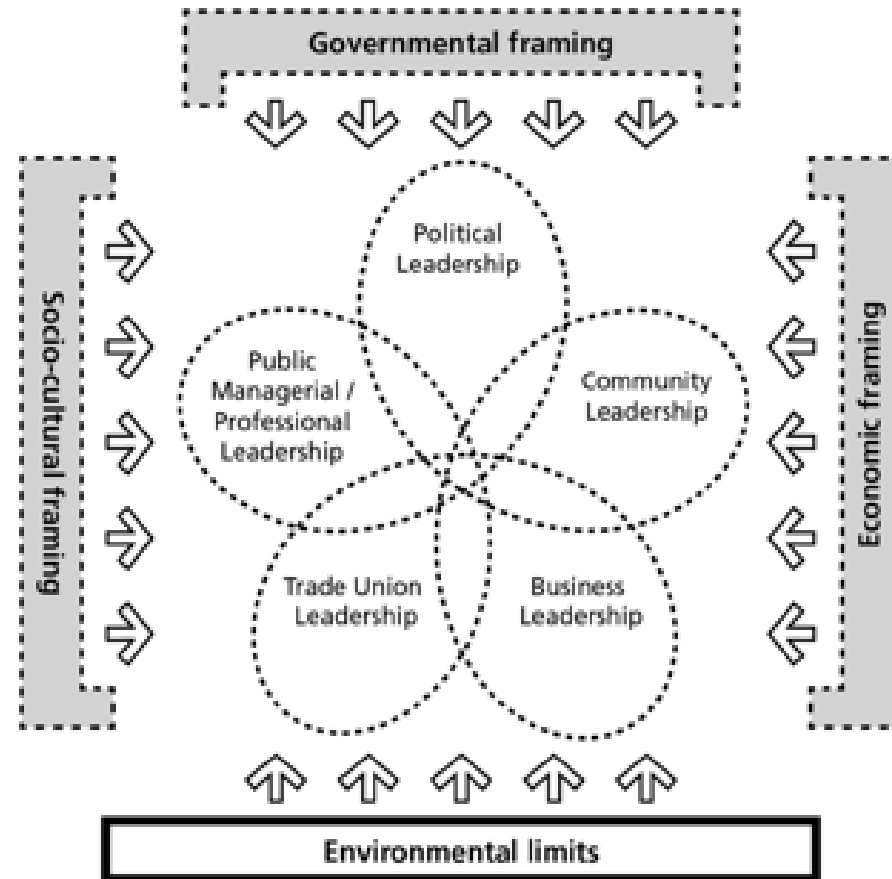 Governmental framing
Political
Leadership
Socio-cultural framing
Public
Managerial /
Professional
Leadership
Community
Leadership
Economic framing
Trade Union
Leadership
Business
Leadership
Environmental limits